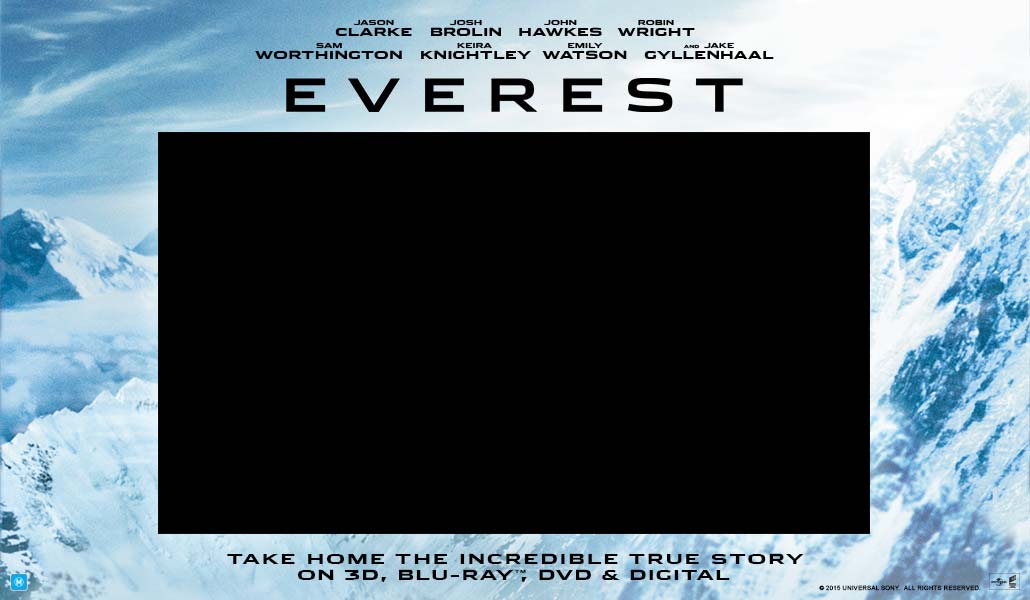 JASON CLARKE JOSH BROLIN JOHN HAWKES ROBIN WRIGHT
SAM WORTHINGTON KEIRA KNIGHTLEY EMILY WATSON AND JAKE GYLLENHAAL
EVEREST
TAKE HOME THE INCREDIBLE TRUE STORY
ON 3D, BLU-RAY™, DVD & DIGITAL
© 2015 UNIVERSAL SONY. ALL RIGHTS RESERVED.
M